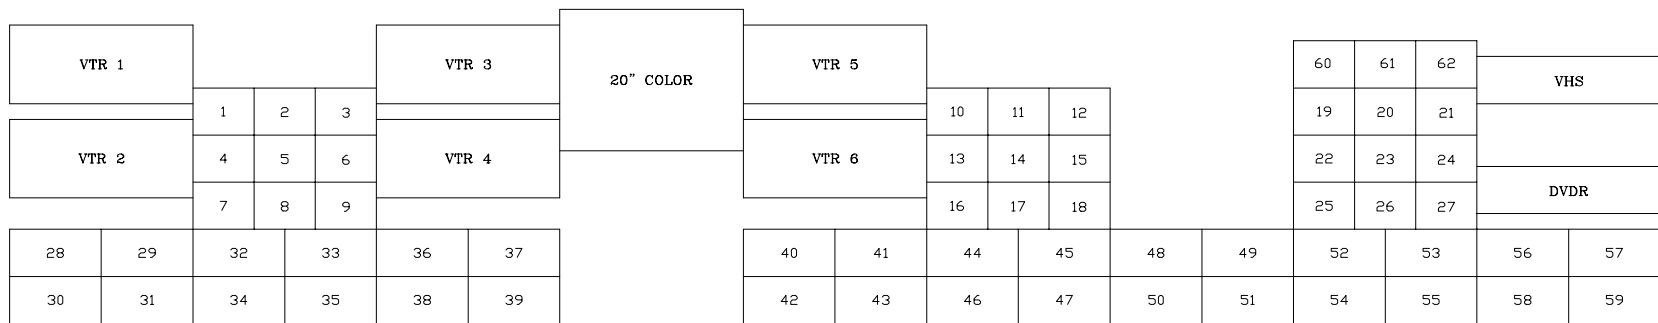 VTR 1 VTR 3 20" COLOR VTR 5 60 61 62 VHS
1 2 3 10 11 12 19 20 21
VTR 2 4 5 6 VTR 4 VTR 6 13 14 15 22 23 24
7 8 9 16 17 18 25 26 27 DVDR
28 29 32 33 36 37 40 41 44 45 48 49 52 53 56 57
30 31 34 35 38 39 42 43 46 47 50 51 54 55 58 59